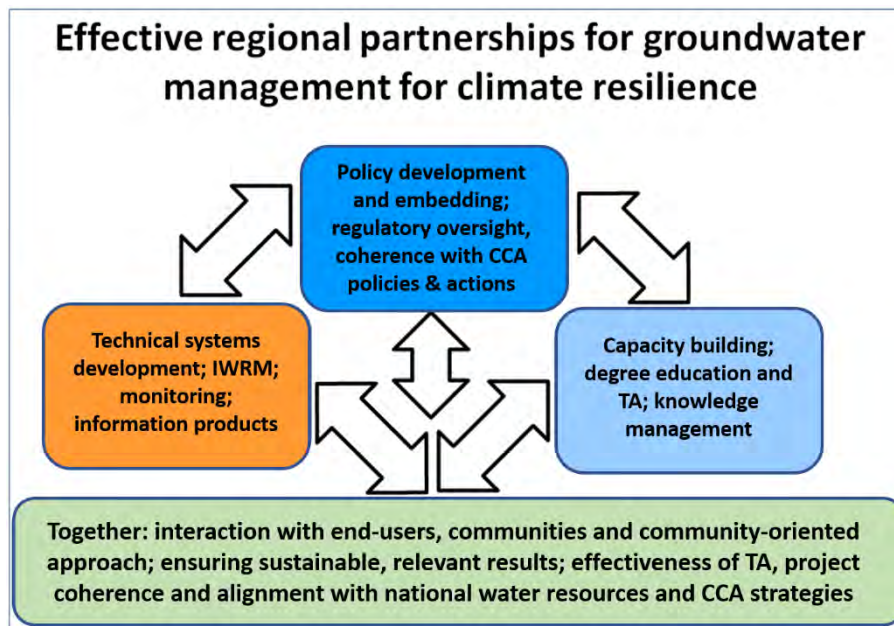 Effective regional partnerships for groundwater
management for climate resilience
Policy development
and embedding;
regulatory oversight,
coherence with CCA
policies & actions
Technical systems
development; IWRM;
monitoring;
information products
Capacity building;
degree education and
TA; knowledge
management
Together: interaction with end-users, communities and community-oriented
approach; ensuring sustainable, relevant results; effectiveness of TA, project
coherence and alignment with national water resources and CCA strategies